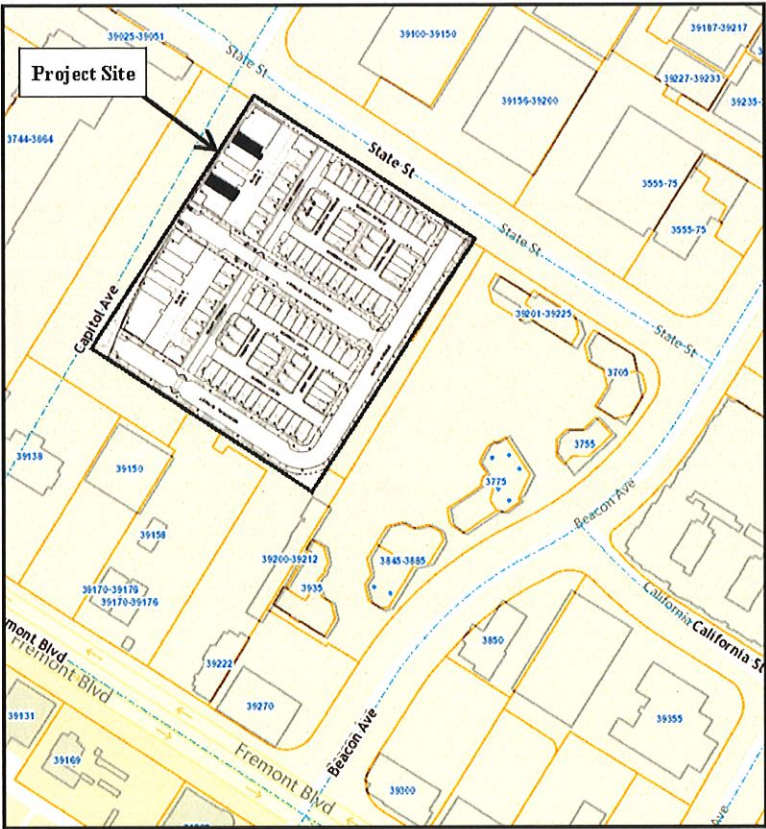 39025-39051
State St
39100-39150
39187-39217
Project Site
39227-39233
39156-39200
39235-
3744-3864
State St
3555-75
3555-75
State St
39201-39225
State St
Capitol Ave
3705
3755
39138
39150
3775
Beacon Ave
39158
39200-39212
3845-3885
3935
39170-39176
39170-39176
California
California St
mont Blvd
Fremont Blvd
3850
39222
39270
39131
39355
Beacon Ave
39169
Fremont Blvd
39300
Ave